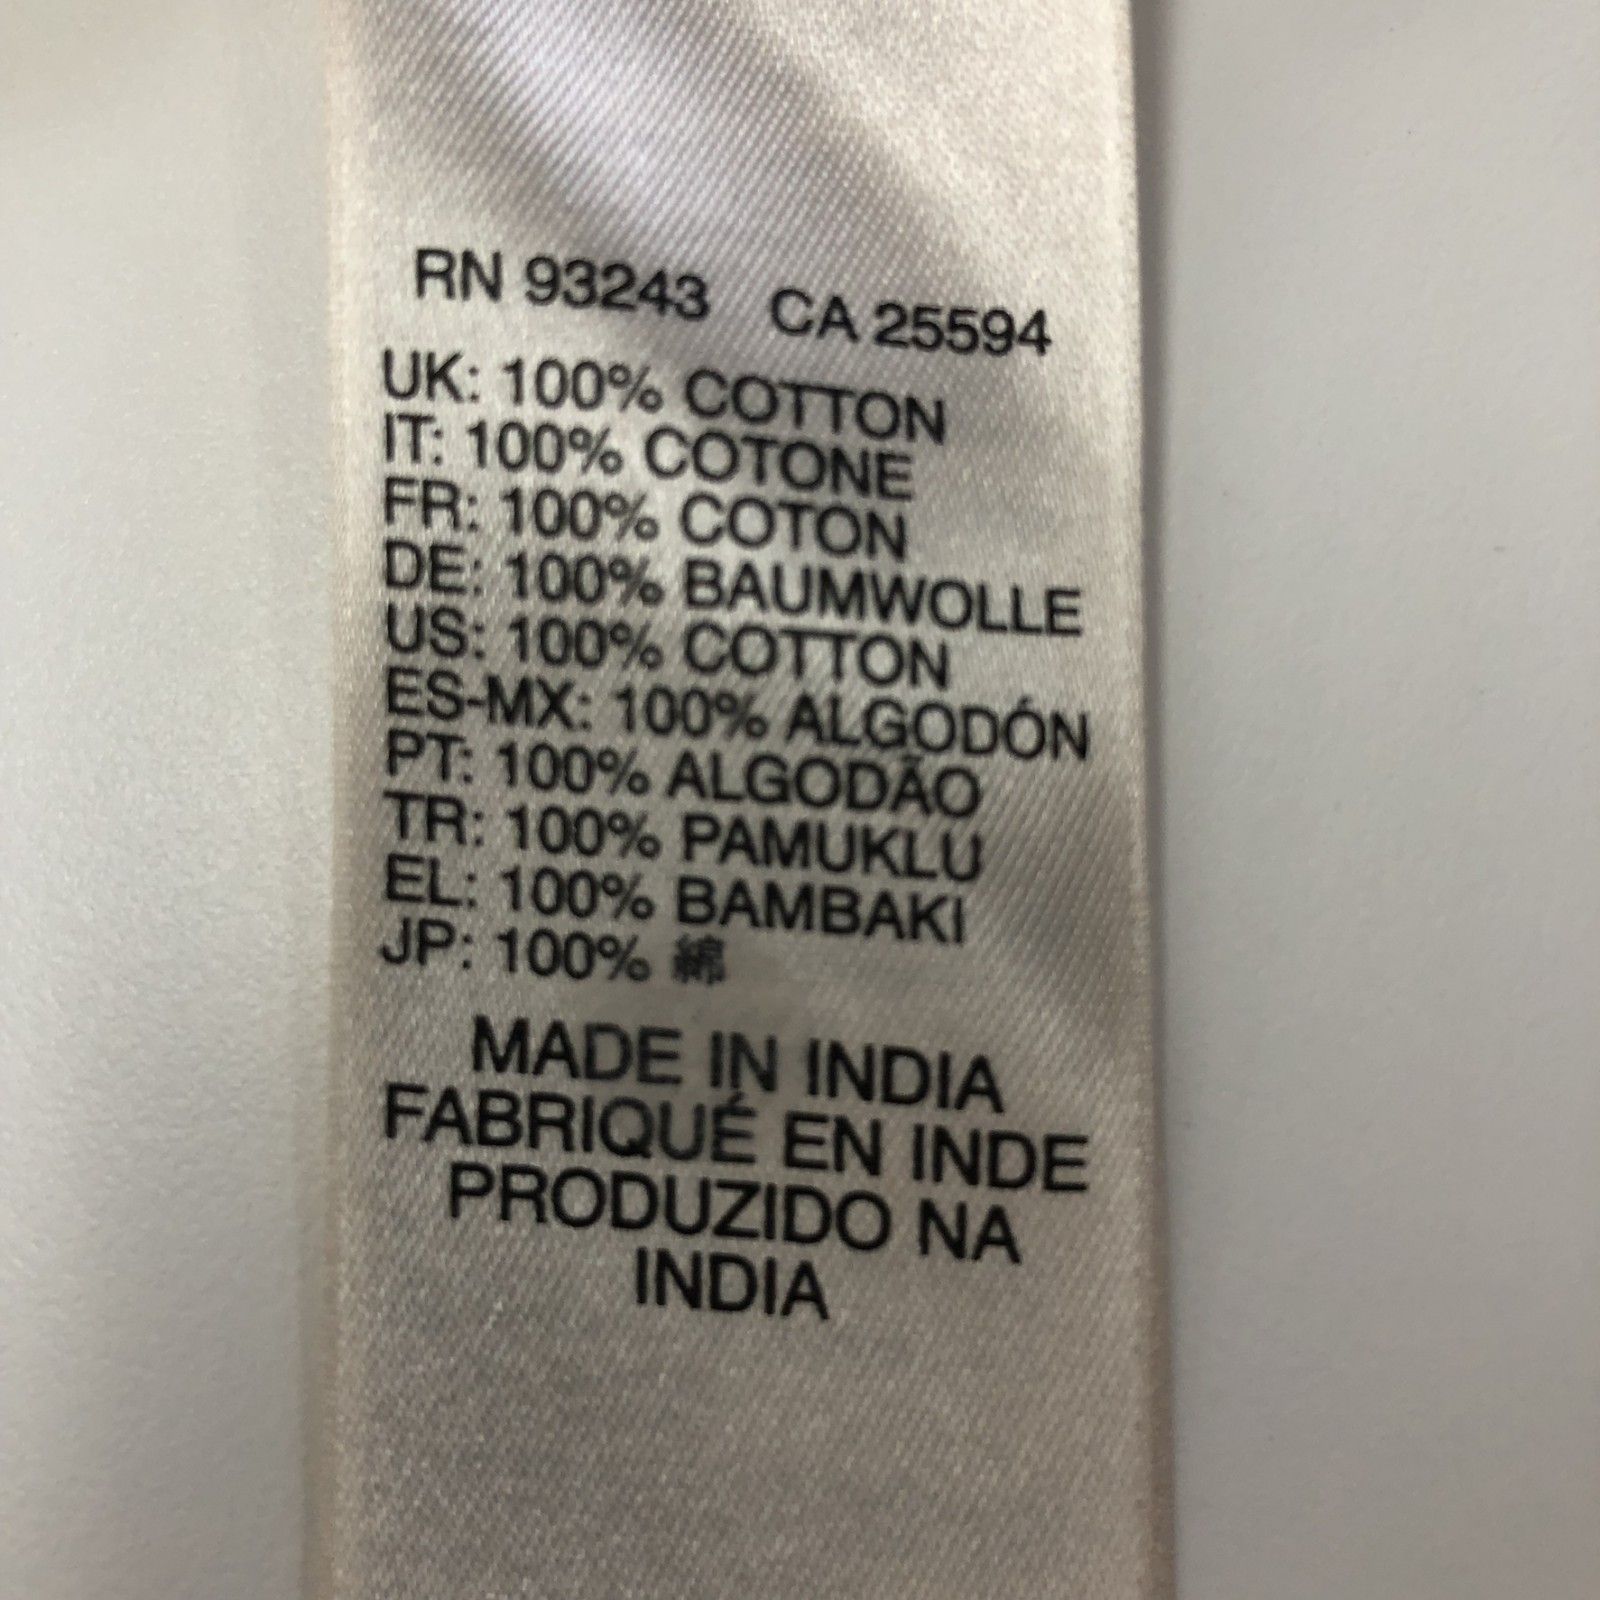 RN 93243 CA 25594
UK: 100% COTTON
IT: 100% COTONE
FR: 100% COTON
DE: 100% BAUMWOLLE
US: 100% COTTON
ES-MX: 100% ALGODÓN
PT: 100% ALGODÃO
TR: 100% PAMUKLU
EL: 100% BAMBAKI
JP: 100% 綿
MADE IN INDIA
FABRIQUÉ EN INDE
PRODUZIDO NA
INDIA